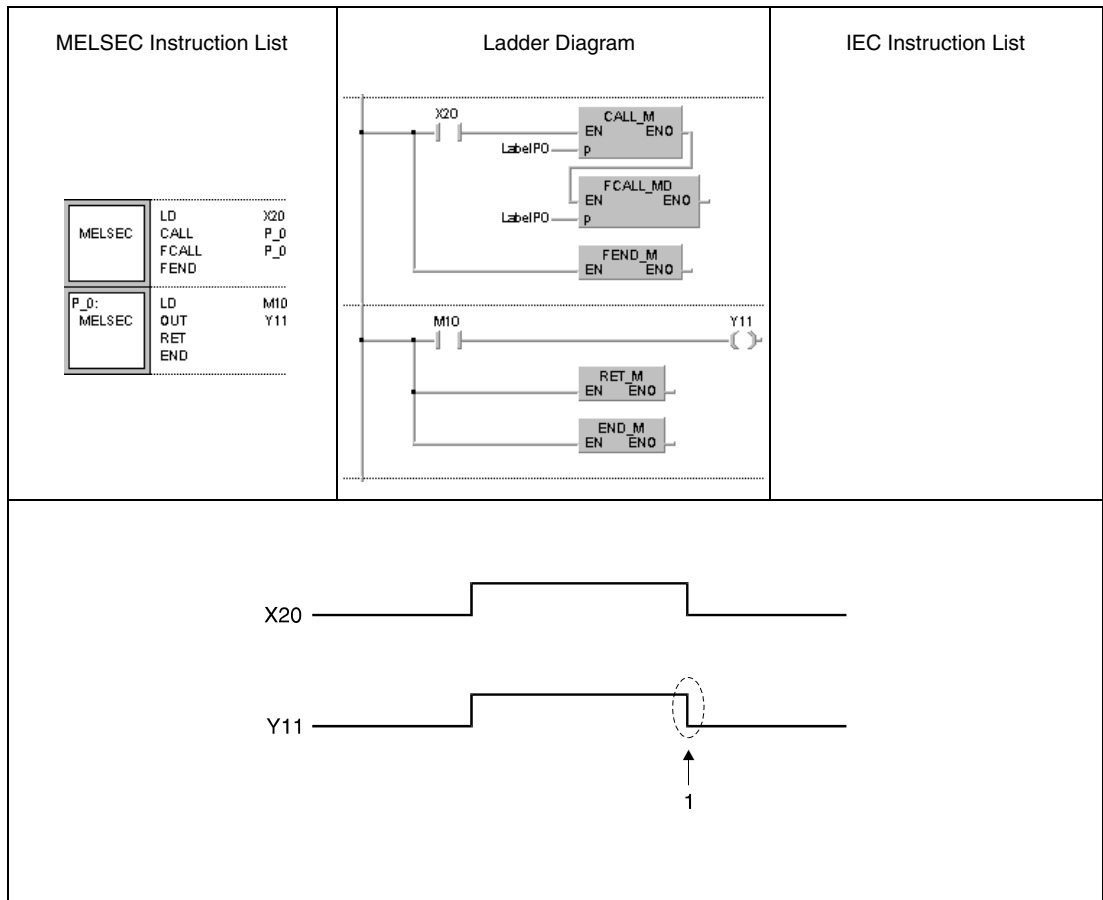 MELSEC Instruction List
Ladder Diagram
IEC Instruction List
MELSEC
LD X20
CALL P_0
FCALL P_0
FEND
P_0:
MELSEC
LD M10
OUT Y11
RET
END
X20
CALL_M
EN ENO
LabelP0 p
FCALL_MD
EN ENO
LabelP0 p
FEND_M
EN ENO
M10 Y11
RET_M
EN ENO
END_M
EN ENO
X20
Y11
1